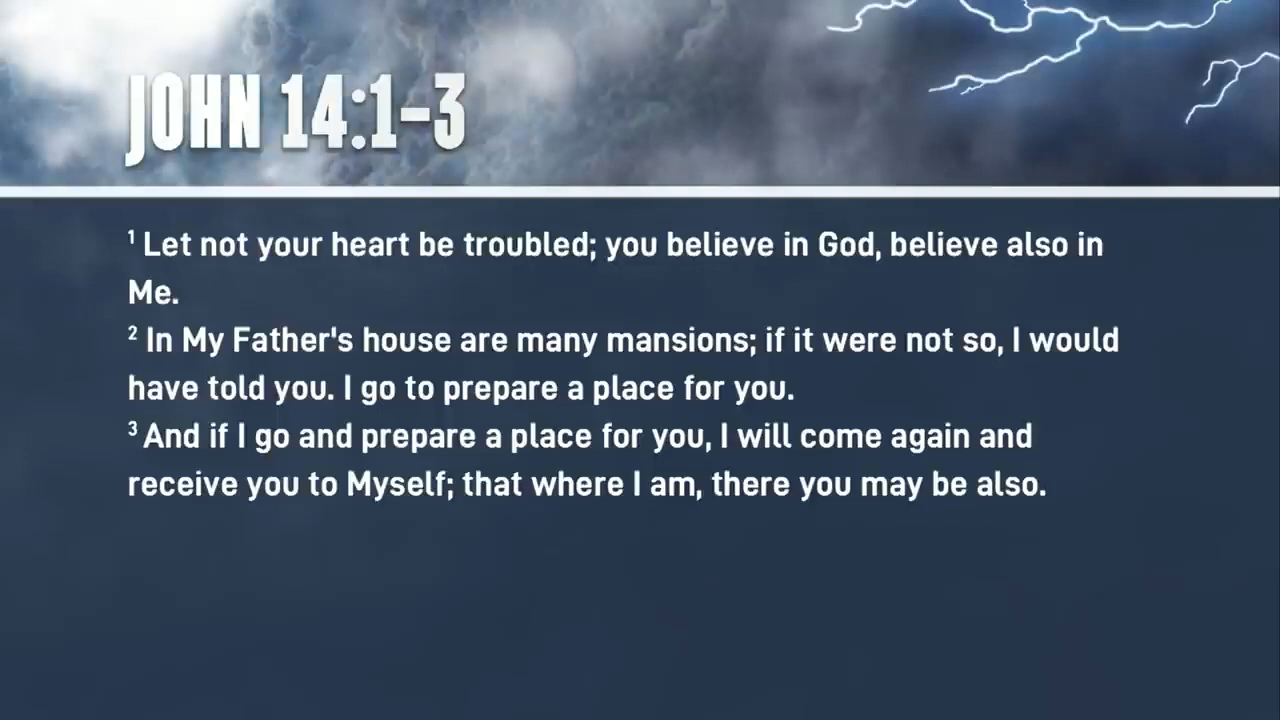 JOHN 14:1-3
¹ Let not your heart be troubled; you believe in God, believe also in
Me.
² In My Father's house are many mansions; if it were not so, I would
have told you. I go to prepare a place for you.
³ And if I go and prepare a place for you, I will come again and
receive you to Myself; that where I am, there you may be also.